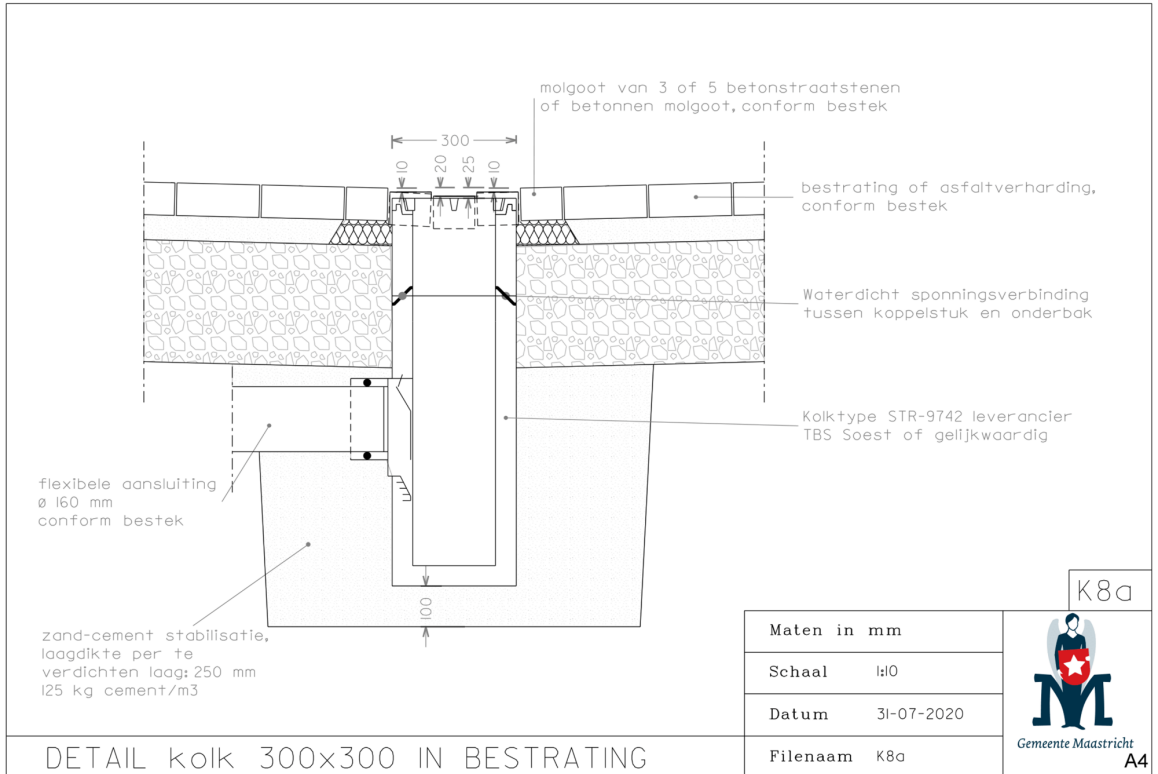 molgoot van 3 of 5 betonstraatstenen
of betonnen molgoot, conform bestek
300
10
20
25
10
bestrating of asfaltverharding,
conform bestek
Waterdicht sponningsverbinding
tussen koppelstuk en onderbak
Kolktype STR-9742 leverancier
TBS Soest of gelijkwaardig
flexibele aansluiting
ø 160 mm
conform bestek
100
zand-cement stabilisatie,
laagdikte per te
verdichten laag: 250 mm
125 kg cement/m3
K8a
Maten in mm
Schaal 1:10
Datum 31-07-2020
Filenaam K8a
Gemeente Maastricht
A4
DETAIL kolk 300x300 IN BESTRATING